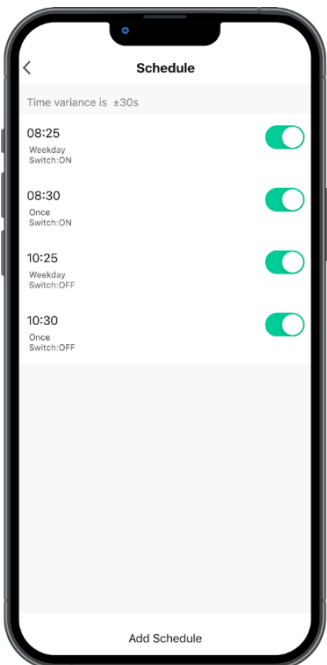 Schedule
Time variance is ±30s
08:25
Weekday
Switch:ON
08:30
Once
Switch:ON
10:25
Weekday
Switch:OFF
10:30
Once
Switch:OFF
Add Schedule